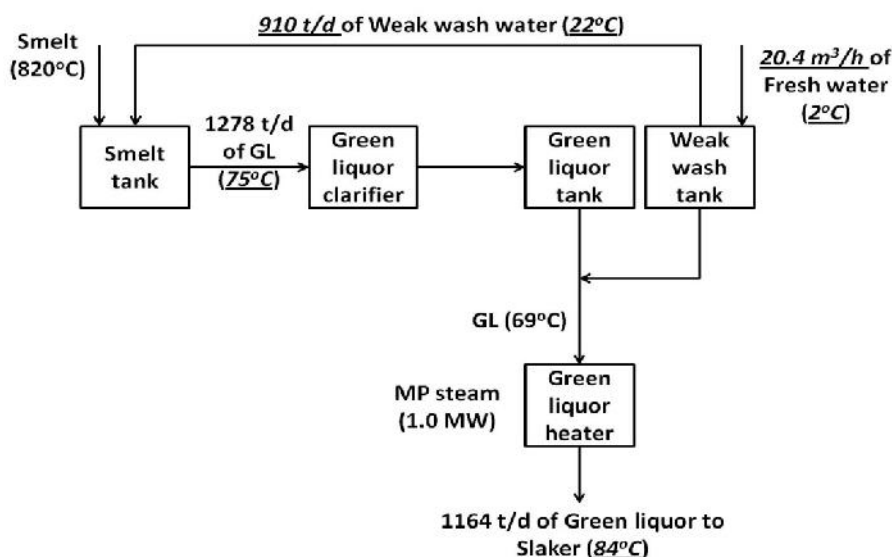 910 t/d of Weak wash water (22°C)
Smelt
(820°C)
20.4 m³/h of
Fresh water
(2°C)
Smelt
tank
1278 t/d
of GL
(75°C)
Green
liquor
clarifier
Green
liquor
tank
Weak
wash
tank
GL (69°C)
MP steam
(1.0 MW)
Green
liquor
heater
1164 t/d of Green liquor to
Slaker (84°C)